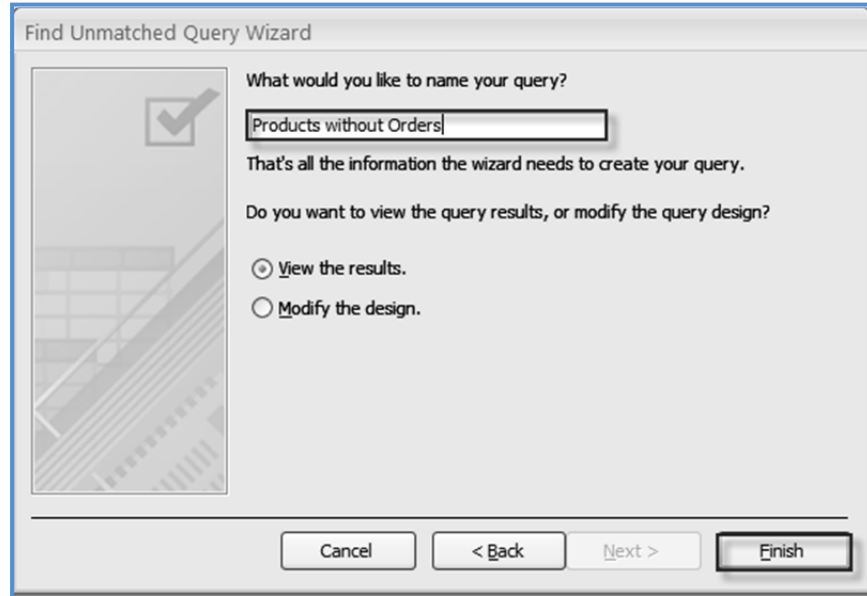 Find Unmatched Query Wizard
What would you like to name your query?
Products without Orders
That's all the information the wizard needs to create your query.
Do you want to view the query results, or modify the query design?
View the results.
Modify the design.
Cancel
< Back
Next >
Finish